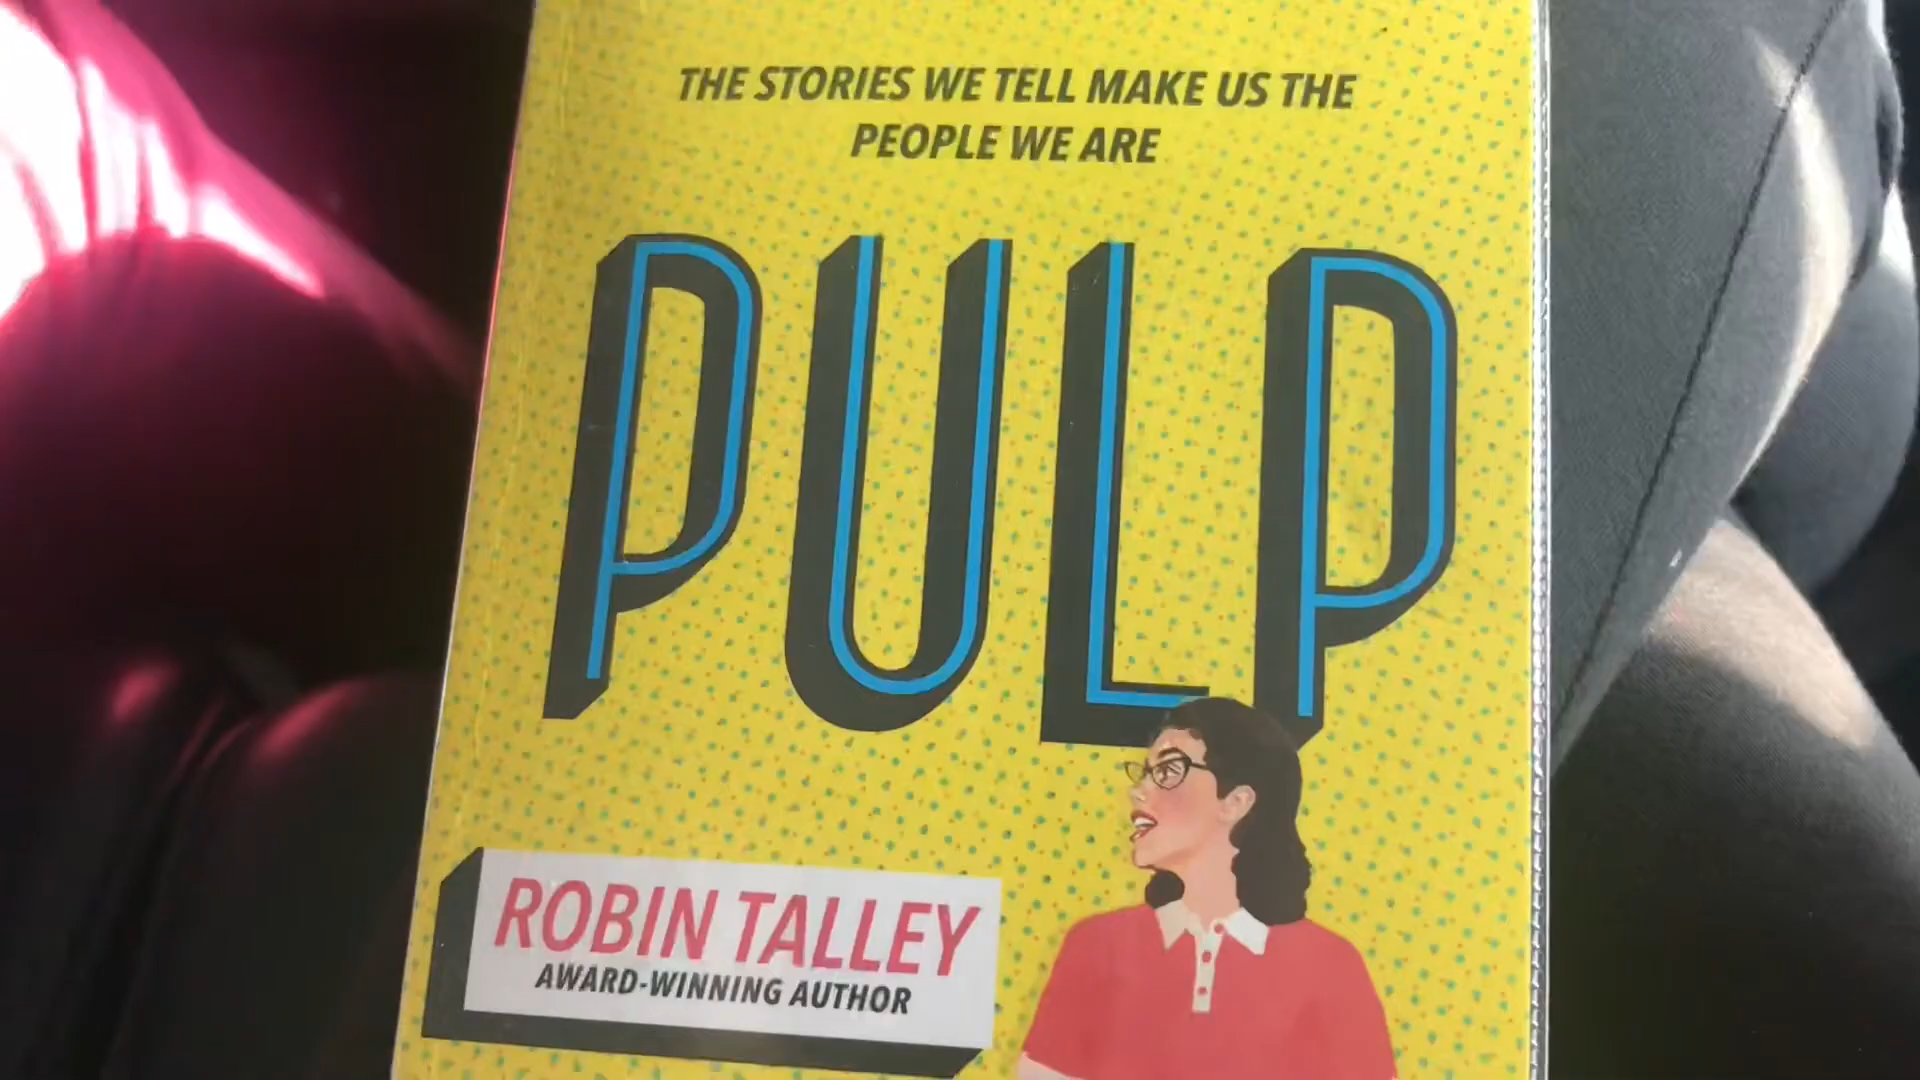 THE STORIES WE TELL MAKE US THE
PEOPLE WE ARE
PULP
ROBIN TALLEY
AWARD-WINNING AUTHOR